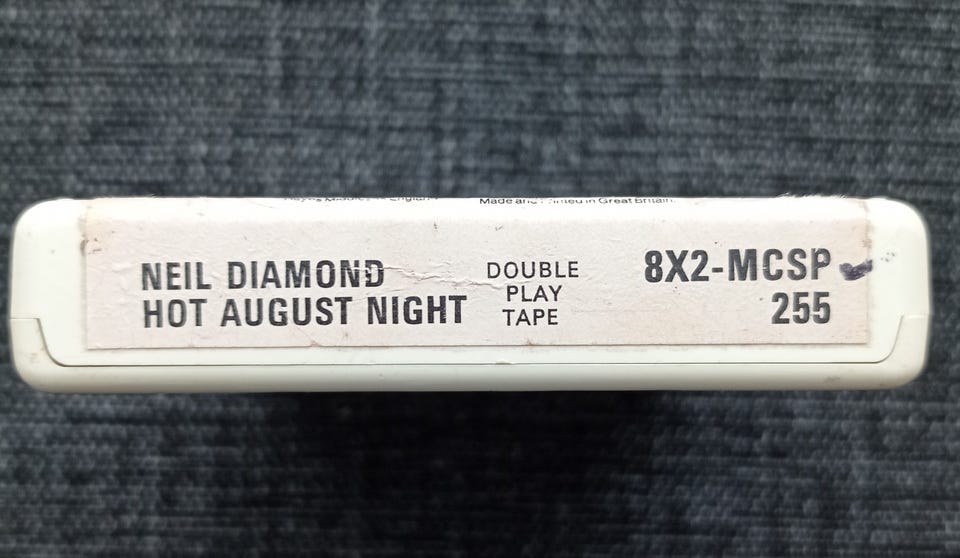 Made and Printed in Great Britain.
NEIL DIAMOND
HOT AUGUST NIGHT
DOUBLE
PLAY
TAPE
8X2-MCSP
255